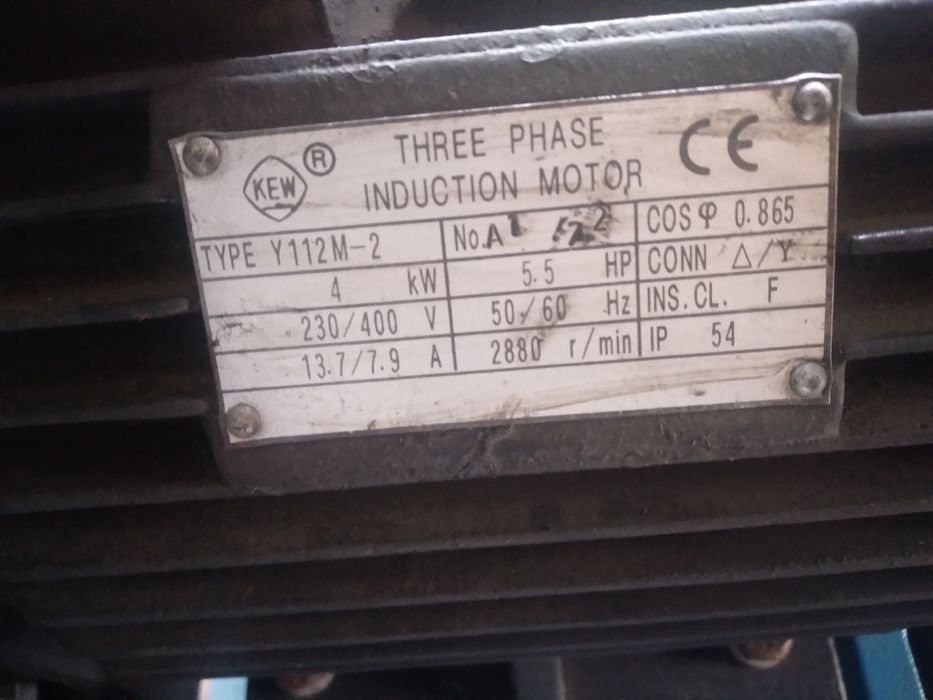 KEW ® THREE PHASE CE
INDUCTION MOTOR
TYPE Y112M-2 No.A COS φ 0.865
4 kW 5.5 HP CONN △/Y
230/400 V 50/60 Hz INS.CL. F
13.7/7.9 A 2880 r/min IP 54